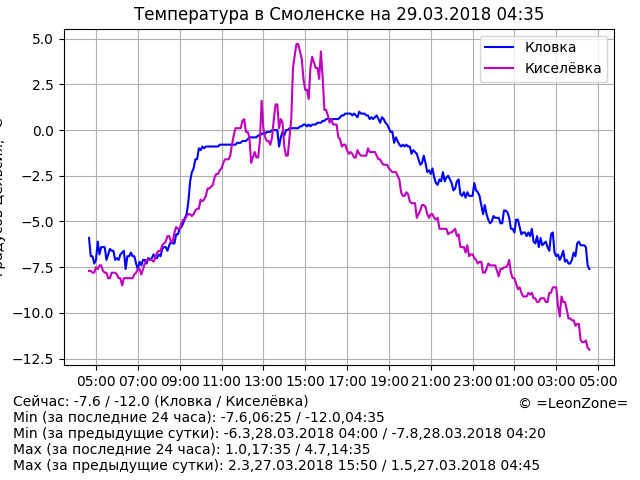 Температура в Смоленске на 29.03.2018 04:35
Кловка
Киселёвка
5.0
2.5
0.0
−2.5
−5.0
−7.5
−10.0
−12.5
05:00 07:00 09:00 11:00 13:00 15:00 17:00 19:00 21:00 23:00 01:00 03:00 05:00
Сейчас: -7.6 / -12.0 (Кловка / Киселёвка)
© =LeonZone=
Min (за последние 24 часа): -7.6,06:25 / -12.0,04:35
Min (за предыдущие сутки): -6.3,28.03.2018 04:00 / -7.8,28.03.2018 04:20
Max (за последние 24 часа): 1.0,17:35 / 4.7,14:35
Max (за предыдущие сутки): 2.3,27.03.2018 15:50 / 1.5,27.03.2018 04:45